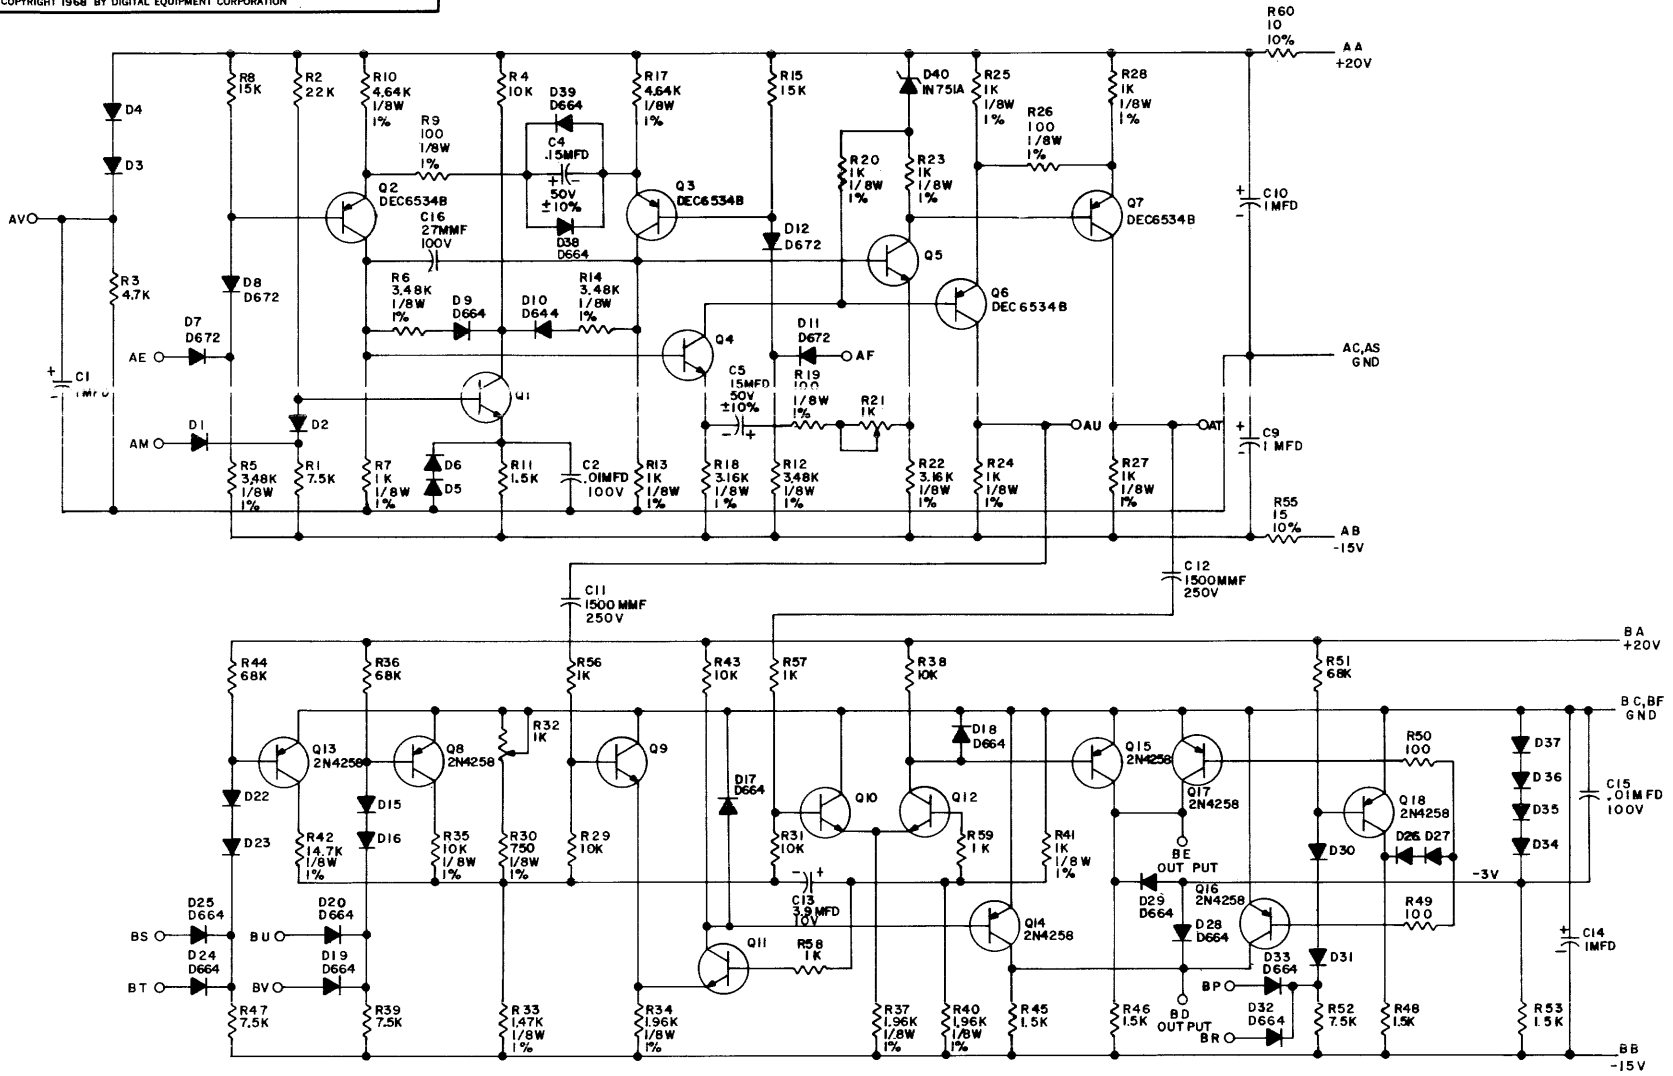 COPYRIGHT 1968 BY DIGITAL EQUIPMENT CORPORATION
R60
10
10%
AA
+20V
R8
15K
R2
22K
R10
4.64K
1/8W
1%
R4
10K
R17
4.64K
1/8W
1%
R15
15K
D40
IN751A
R25
1K
1/8W
1%
R28
1K
1/8W
1%
D4
D3
R9
100
1/8W
1%
D39
D664
C4
.15MFD
+ -
50V
±10%
D38
D664
R26
100
1/8W
1%
R20
1K
1/8W
1%
R23
1K
1/8W
1%
Q2
DEC6534B
Q3
DEC6534B
C16
27MMF
100V
D12
D672
Q7
DEC6534B
C10
1MFD
AV
R3
4.7K
D8
D672
R6
3.48K
1/8W
1%
D9
D664
D10
D644
R14
3.48K
1/8W
1%
Q5
Q6
DEC6534B
D7
D672
AE
Q4
D11
D672
AF
AC,AS
GND
C1
1MFD
Q1
C5
15MFD
50V
±10%
- +
R19
100
1/8W
1%
R21
1K
AU
AT
D1
AM
D2
C9
1 MFD
R5
3.48K
1/8W
1%
R1
7.5K
R7
1K
1/8W
1%
D6
D5
R11
1.5K
C2
.01MFD
100V
R13
1K
1/8W
1%
R18
3.16K
1/8W
1%
R12
3.48K
1/8W
1%
R22
3.16K
1/8W
1%
R24
1K
1/8W
1%
R27
1K
1/8W
1%
R55
15
10%
AB
-15V
C11
1500 MMF
250V
C12
1500MMF
250V
BA
+20V
R44
68K
R36
68K
R56
1K
R43
10K
R57
1K
R38
10K
R51
68K
BC,BF
GND
Q13
2N4258
Q8
2N4258
R32
1K
Q9
D18
D664
Q15
2N4258
Q17
2N4258
R50
100
D37
D36
D35
D34
C15
.01MFD
100V
D22
D23
D15
D16
D17
D664
Q10
Q12
Q18
2N4258
R42
14.7K
1/8W
1%
R35
10K
1/8W
1%
R30
750
1/8W
1%
R29
10K
R31
10K
R59
1K
R41
1K
1/8W
1%
BE
OUT PUT
D30
D26 D27
-3V
- +
C13
3.9MFD
10V
D29
D664
Q16
2N4258
D28
D664
R49
100
D25
D664
BS
D20
D664
BU
Q11
R58
1K
Q14
2N4258
C14
1MFD
D24
D664
BT
D19
D664
BV
D31
D33
D664
BP
D32
D664
BR
BD
OUT PUT
R47
7.5K
R39
7.5K
R33
1.47K
1/8W
1%
R34
1.96K
1/8W
1%
R37
1.96K
1/8W
1%
R40
1.96K
1/8W
1%
R45
1.5K
R46
1.5K
R52
7.5K
R48
1.5K
R53
1.5K
BB
-15V